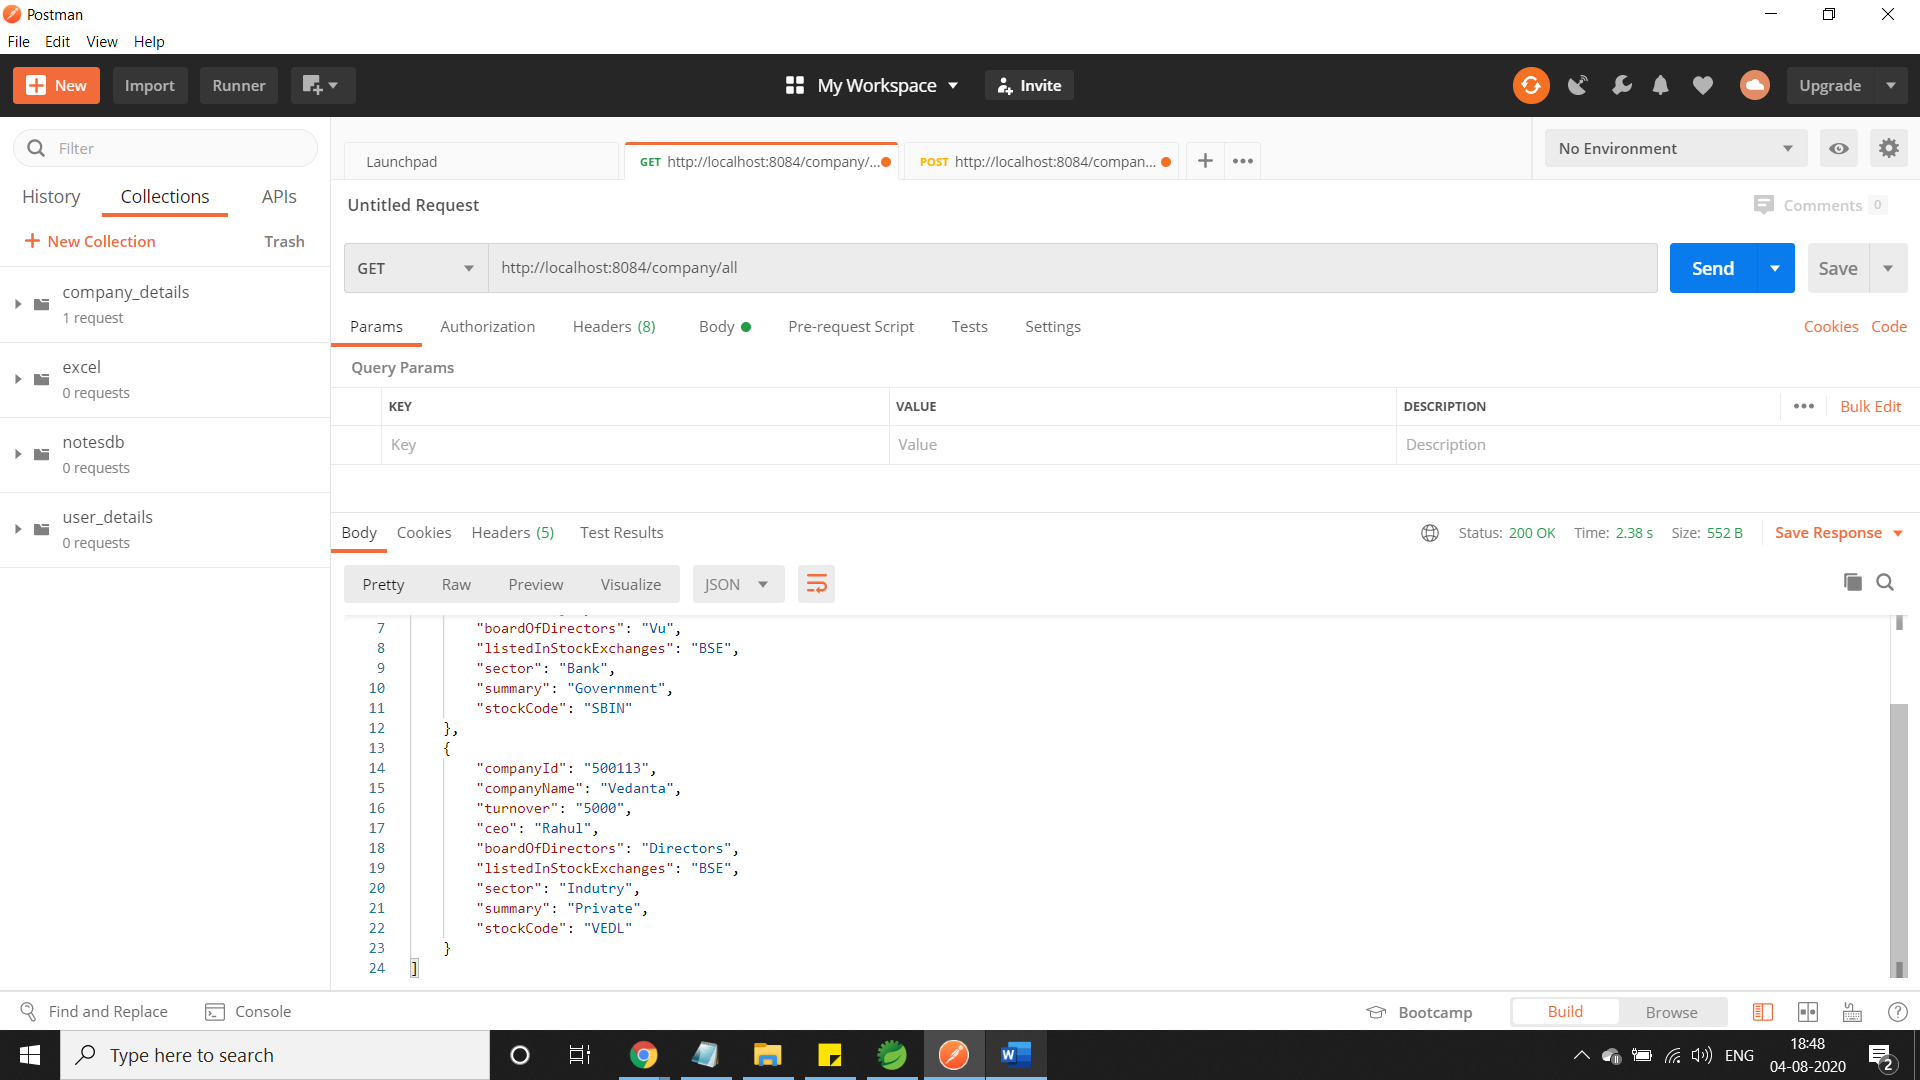 Postman
File Edit View Help
New Import Runner My Workspace Invite Upgrade
Filter
History Collections APIs
New Collection Trash
company_details
1 request
excel
0 requests
notesdb
0 requests
user_details
0 requests
Launchpad GET http://localhost:8084/company/... POST http://localhost:8084/compan... No Environment
Untitled Request Comments 0
GET http://localhost:8084/company/all Send Save
Params Authorization Headers (8) Body Pre-request Script Tests Settings Cookies Code
Query Params
KEY VALUE DESCRIPTION Bulk Edit
Key Value Description
Body Cookies Headers (5) Test Results Status: 200 OK Time: 2.38 s Size: 552 B Save Response
Pretty Raw Preview Visualize JSON
7 "boardOfDirectors": "Vu",
8 "listedInStockExchanges": "BSE",
9 "sector": "Bank",
10 "summary": "Government",
11 "stockCode": "SBIN"
12 },
13 {
14 "companyId": "500113",
15 "companyName": "Vedanta",
16 "turnover": "5000",
17 "ceo": "Rahul",
18 "boardOfDirectors": "Directors",
19 "listedInStockExchanges": "BSE",
20 "sector": "Indutry",
21 "summary": "Private",
22 "stockCode": "VEDL"
23 }
24 ]
Find and Replace Console Bootcamp Build Browse
Type here to search ENG 18:48
04-08-2020 2